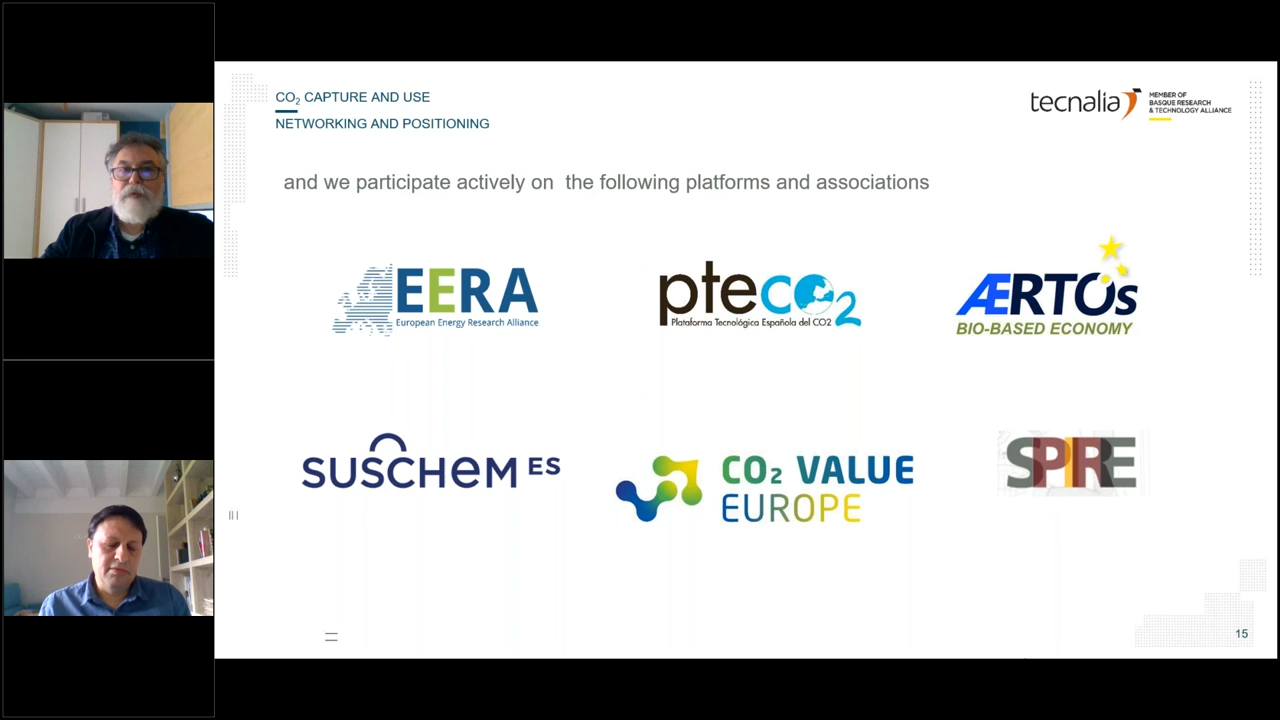 CO₂ CAPTURE AND USE
NETWORKING AND POSITIONING
tecnalia
MEMBER OF
BASQUE RESEARCH
& TECHNOLOGY ALLIANCE
and we participate actively on the following platforms and associations
EERA
European Energy Research Alliance
pteco2
Plataforma Tecnológica Española del CO2
ÆRTOs
BIO-BASED ECONOMY
SUSCHEM ES
CO₂ VALUE
EUROPE
SPIRE
15